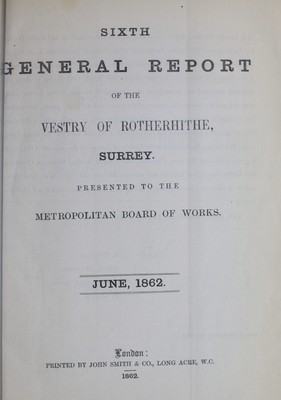 SIXTH
GENERAL REPORT
OF THE
VESTRY OF ROTHERHITHE,
SURREY.
PRESENTED TO THE
METROPOLITAN BOARD OF WORKS.
JUNE, 1862.
London:
PRINTED BY JOHN SMITH & CO., LONG ACRE, W.C.
1862.